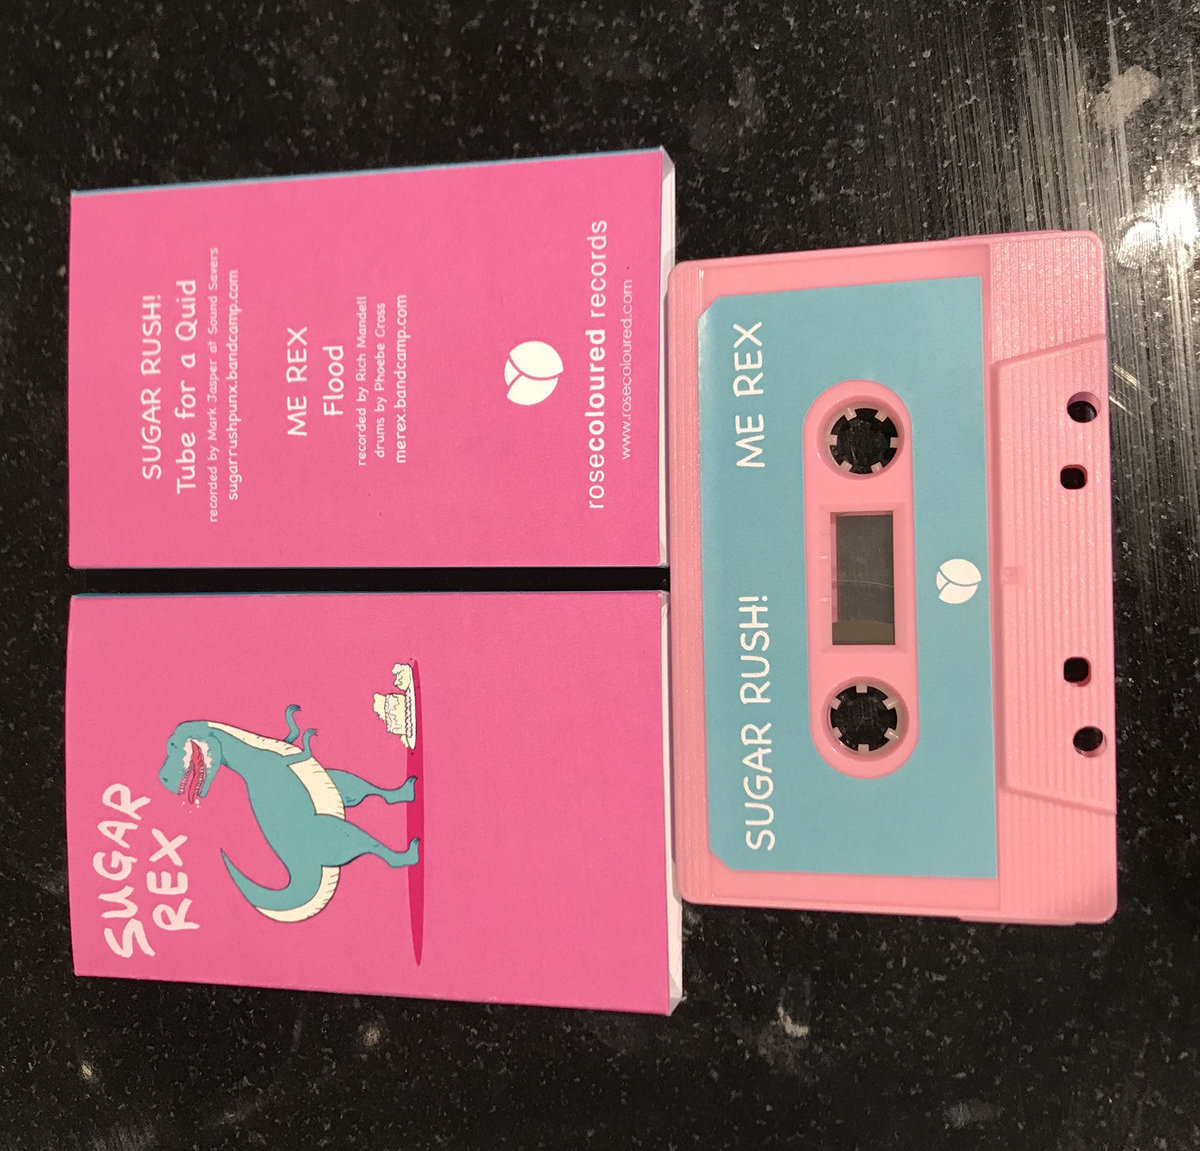 SUGAR
REX
SUGAR RUSH!
Tube for a Quid
recorded by Mark Jasper at Sound Savers
sugarrushpunx.bandcamp.com
ME REX
Flood
recorded by Rich Mandell
drums by Phoebe Cross
merex.bandcamp.com
rosecoloured records
www.rosecoloured.com
SUGAR RUSH! ME REX